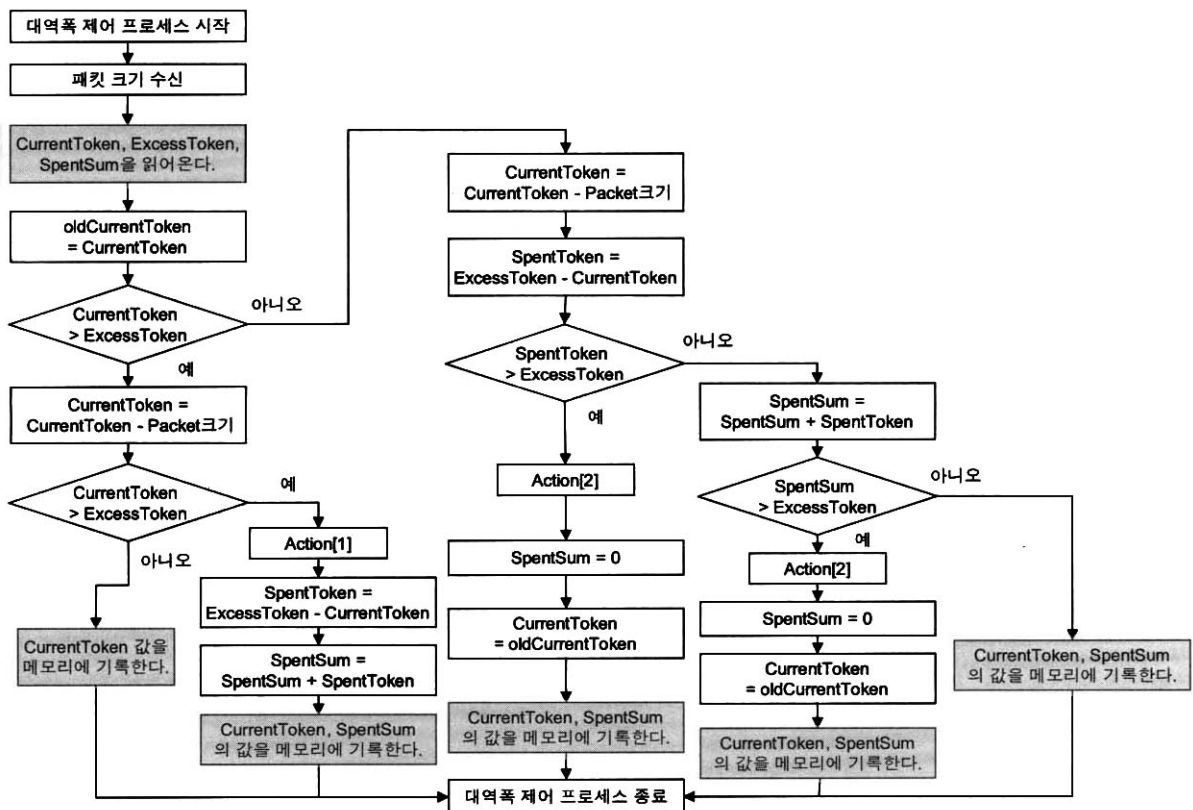 대역폭 제어 프로세스 시작
패킷 크기 수신
CurrentToken, ExcessToken,
SpentSum을 읽어온다.
oldCurrentToken
= CurrentToken
CurrentToken
> ExcessToken
아니오
예
CurrentToken =
CurrentToken - Packet크기
CurrentToken
> ExcessToken
예
아니오
CurrentToken 값을
메모리에 기록한다.
Action[1]
SpentToken =
ExcessToken - CurrentToken
SpentSum =
SpentSum + SpentToken
CurrentToken, SpentSum
의 값을 메모리에 기록한다.
CurrentToken =
CurrentToken - Packet크기
SpentToken =
ExcessToken - CurrentToken
SpentToken
> ExcessToken
아니오
예
Action[2]
SpentSum = 0
CurrentToken
= oldCurrentToken
CurrentToken, SpentSum
의 값을 메모리에 기록한다.
SpentSum =
SpentSum + SpentToken
SpentSum
> ExcessToken
아니오
예
Action[2]
SpentSum = 0
CurrentToken
= oldCurrentToken
CurrentToken, SpentSum
의 값을 메모리에 기록한다.
CurrentToken, SpentSum
의 값을 메모리에 기록한다.
대역폭 제어 프로세스 종료